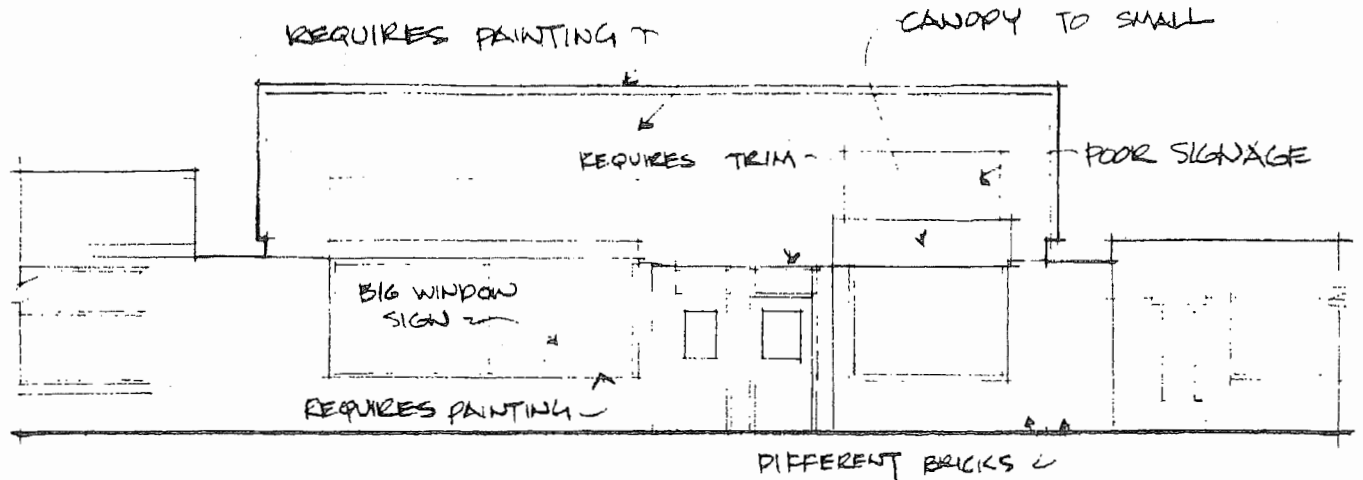 REQUIRES PAINTING
CANOPY TO SMALL
REQUIRES TRIM
POOR SIGNAGE
BIG WINDOW
SIGN
REQUIRES PAINTING
DIFFERENT BRICKS